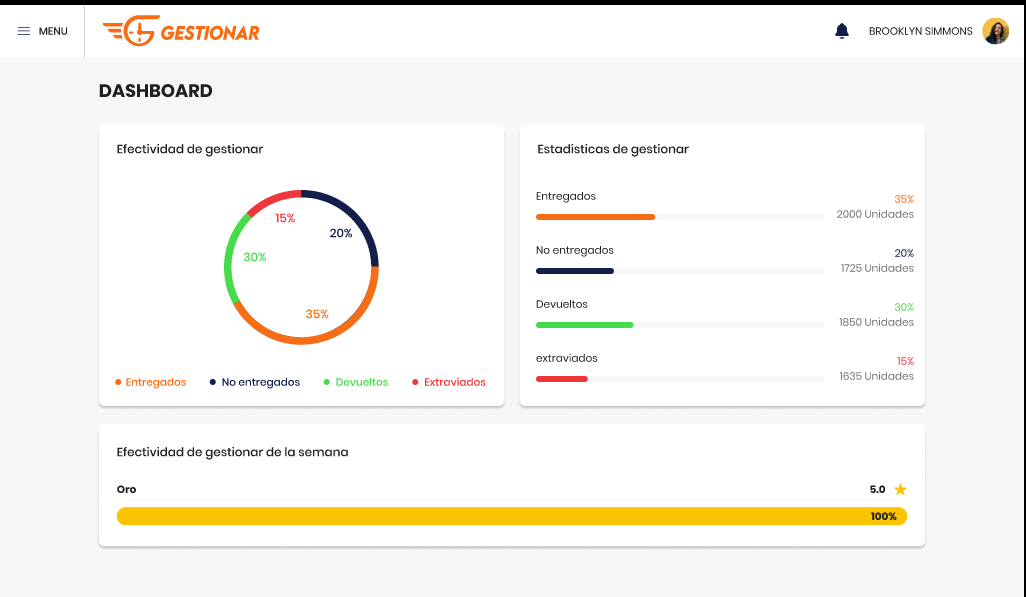 MENU
GESTIONAR
BROOKLYN SIMMONS
DASHBOARD
Efectividad de gestionar
15%
20%
30%
35%
Entregados
No entregados
Devueltos
Extraviados
Estadisticas de gestionar
Entregados
35%
2000 Unidades
No entregados
20%
1725 Unidades
Devueltos
30%
1850 Unidades
extraviados
15%
1635 Unidades
Efectividad de gestionar de la semana
Oro
5.0
100%